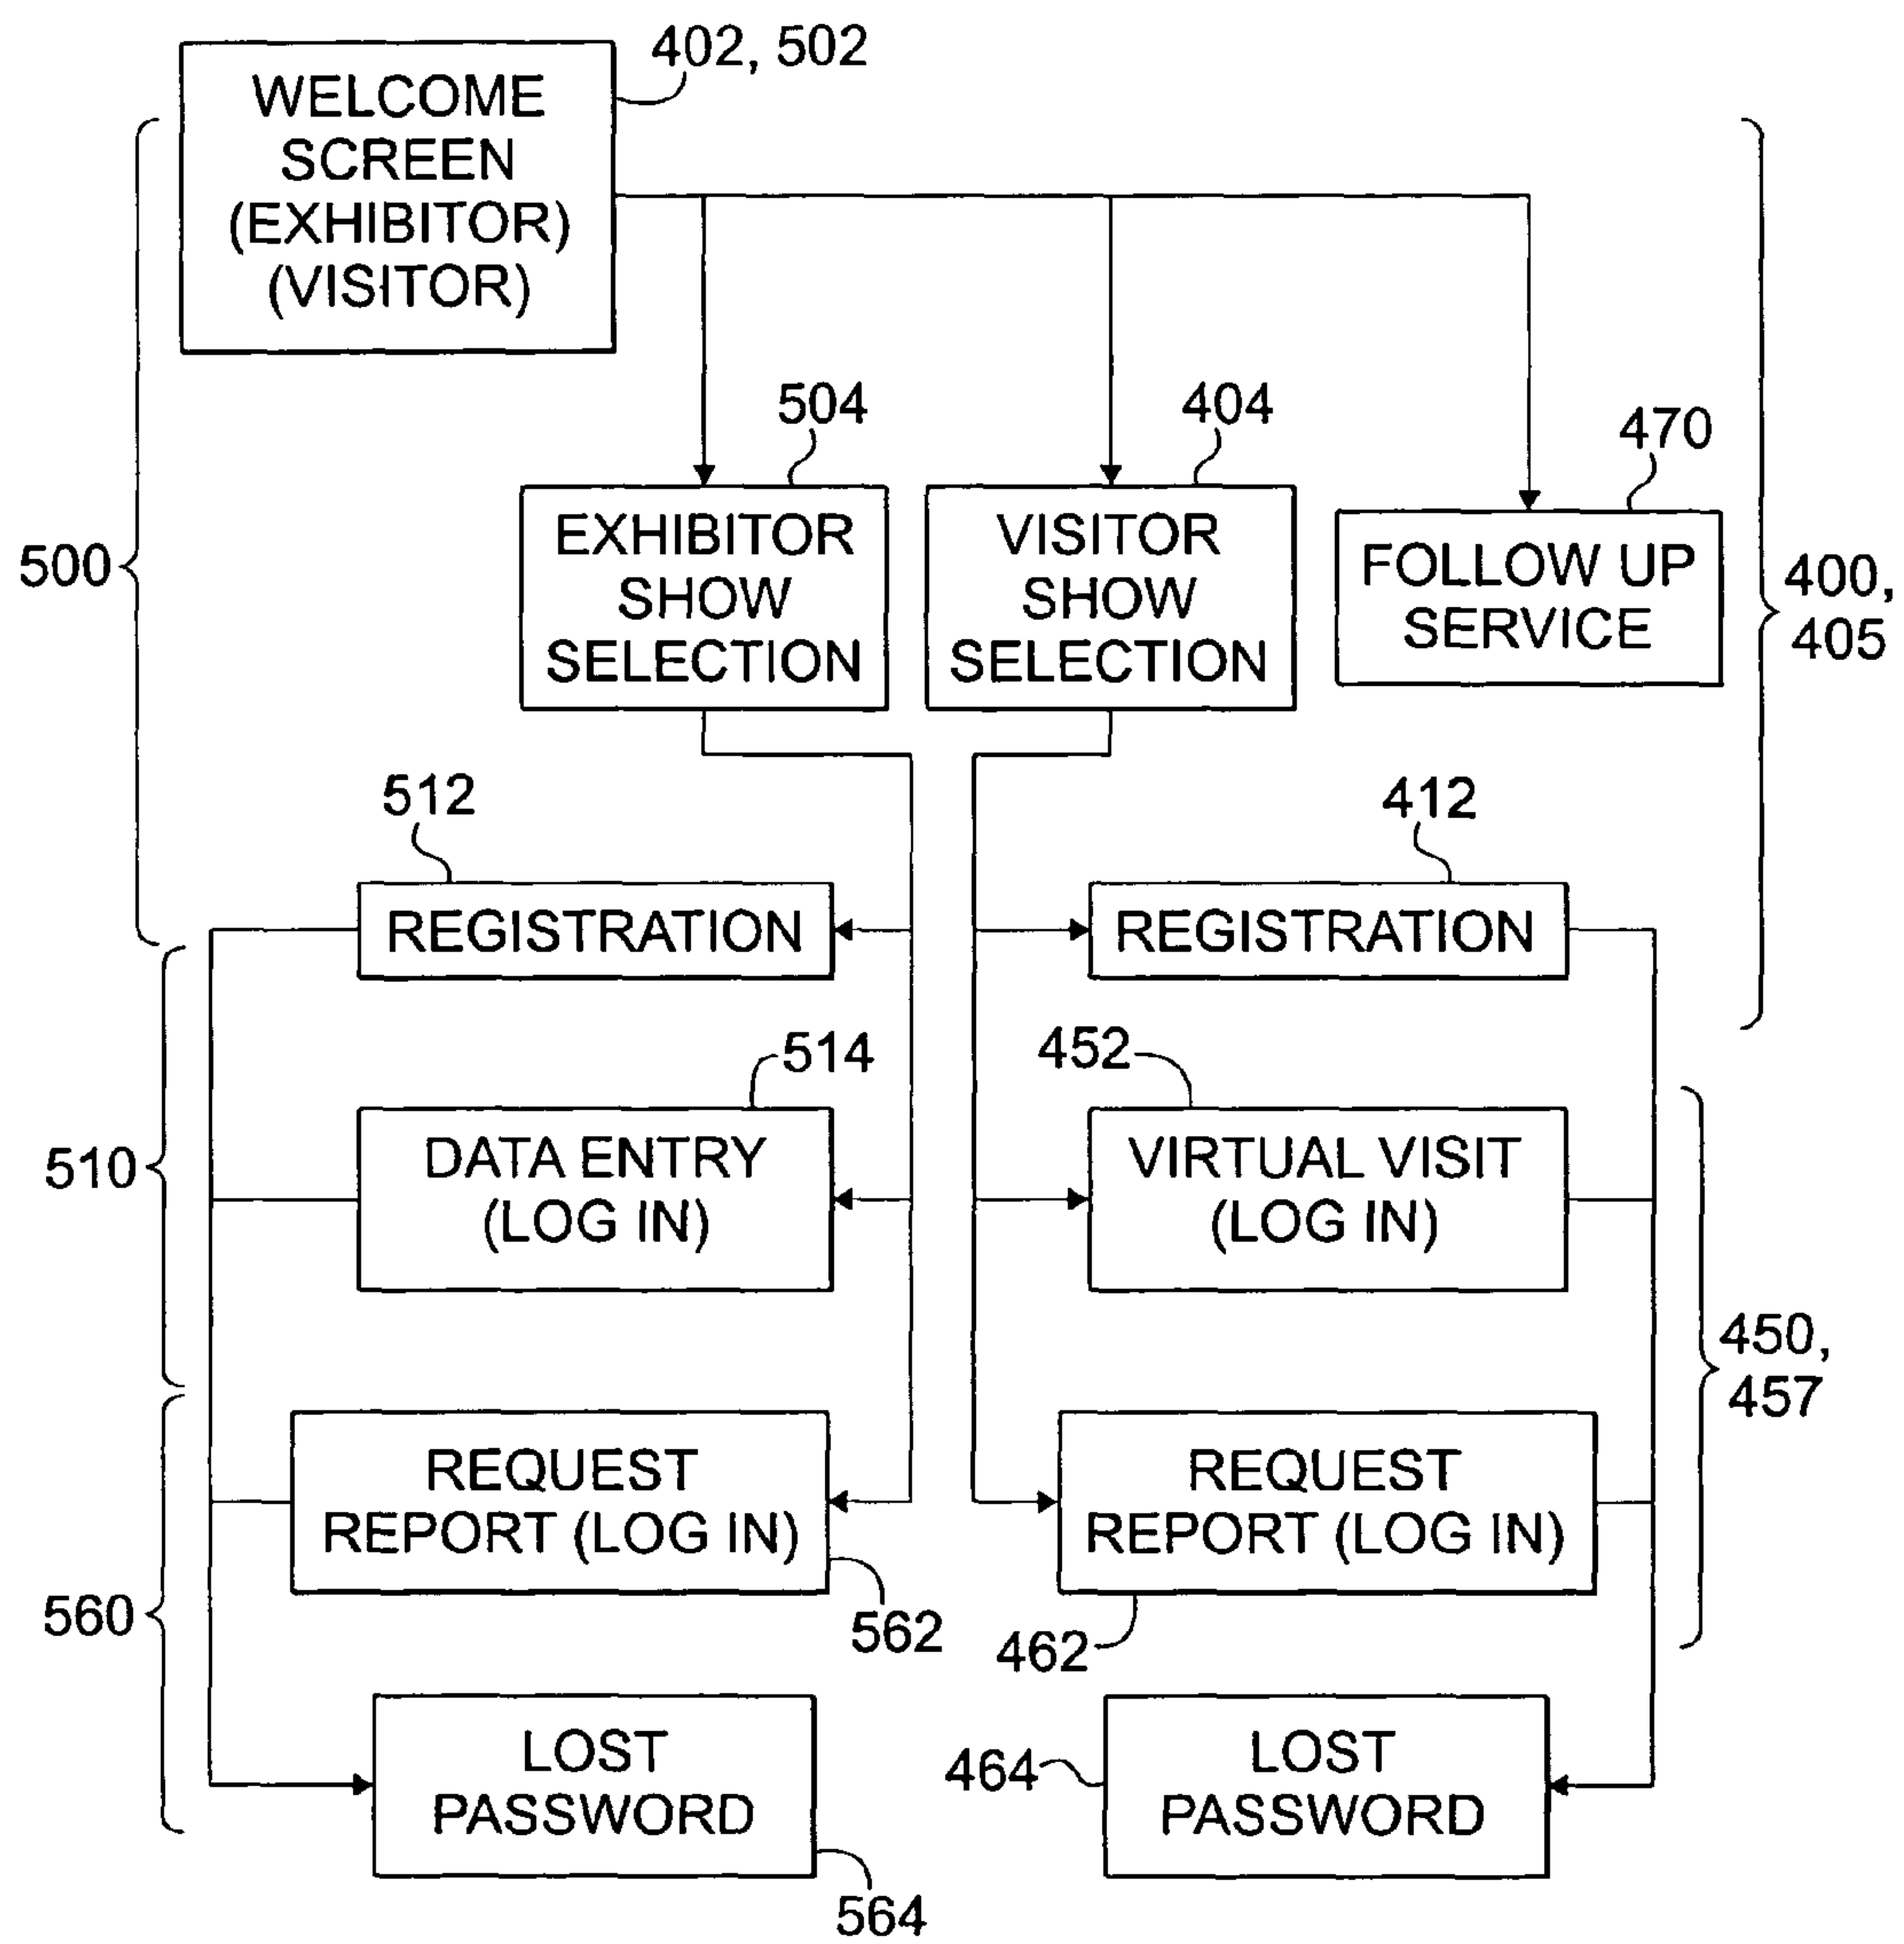 402, 502
WELCOME
SCREEN
(EXHIBITOR)
(VISITOR)
504
404
470
EXHIBITOR
SHOW
SELECTION
VISITOR
SHOW
SELECTION
FOLLOW UP
SERVICE
500
400,
405
512
412
REGISTRATION
REGISTRATION
514
452
DATA ENTRY
(LOG IN)
VIRTUAL VISIT
(LOG IN)
510
450,
457
REQUEST
REPORT (LOG IN)
REQUEST
REPORT (LOG IN)
560
562
462
LOST
PASSWORD
464
LOST
PASSWORD
564